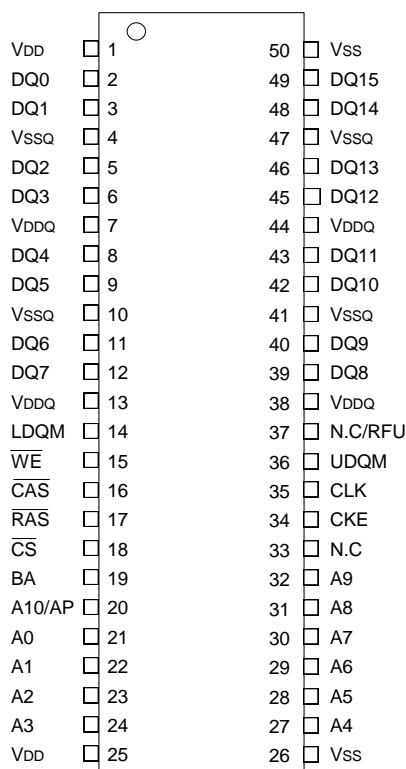 VDD 1 50 VSS
DQ0 2 49 DQ15
DQ1 3 48 DQ14
VSSQ 4 47 VSSQ
DQ2 5 46 DQ13
DQ3 6 45 DQ12
VDDQ 7 44 VDDQ
DQ4 8 43 DQ11
DQ5 9 42 DQ10
VSSQ 10 41 VSSQ
DQ6 11 40 DQ9
DQ7 12 39 DQ8
VDDQ 13 38 VDDQ
LDQM 14 37 N.C/RFU
W̅E̅ 15 36 UDQM
C̅A̅S̅ 16 35 CLK
R̅A̅S̅ 17 34 CKE
C̅S̅ 18 33 N.C
BA 19 32 A9
A10/AP 20 31 A8
A0 21 30 A7
A1 22 29 A6
A2 23 28 A5
A3 24 27 A4
VDD 25 26 VSS